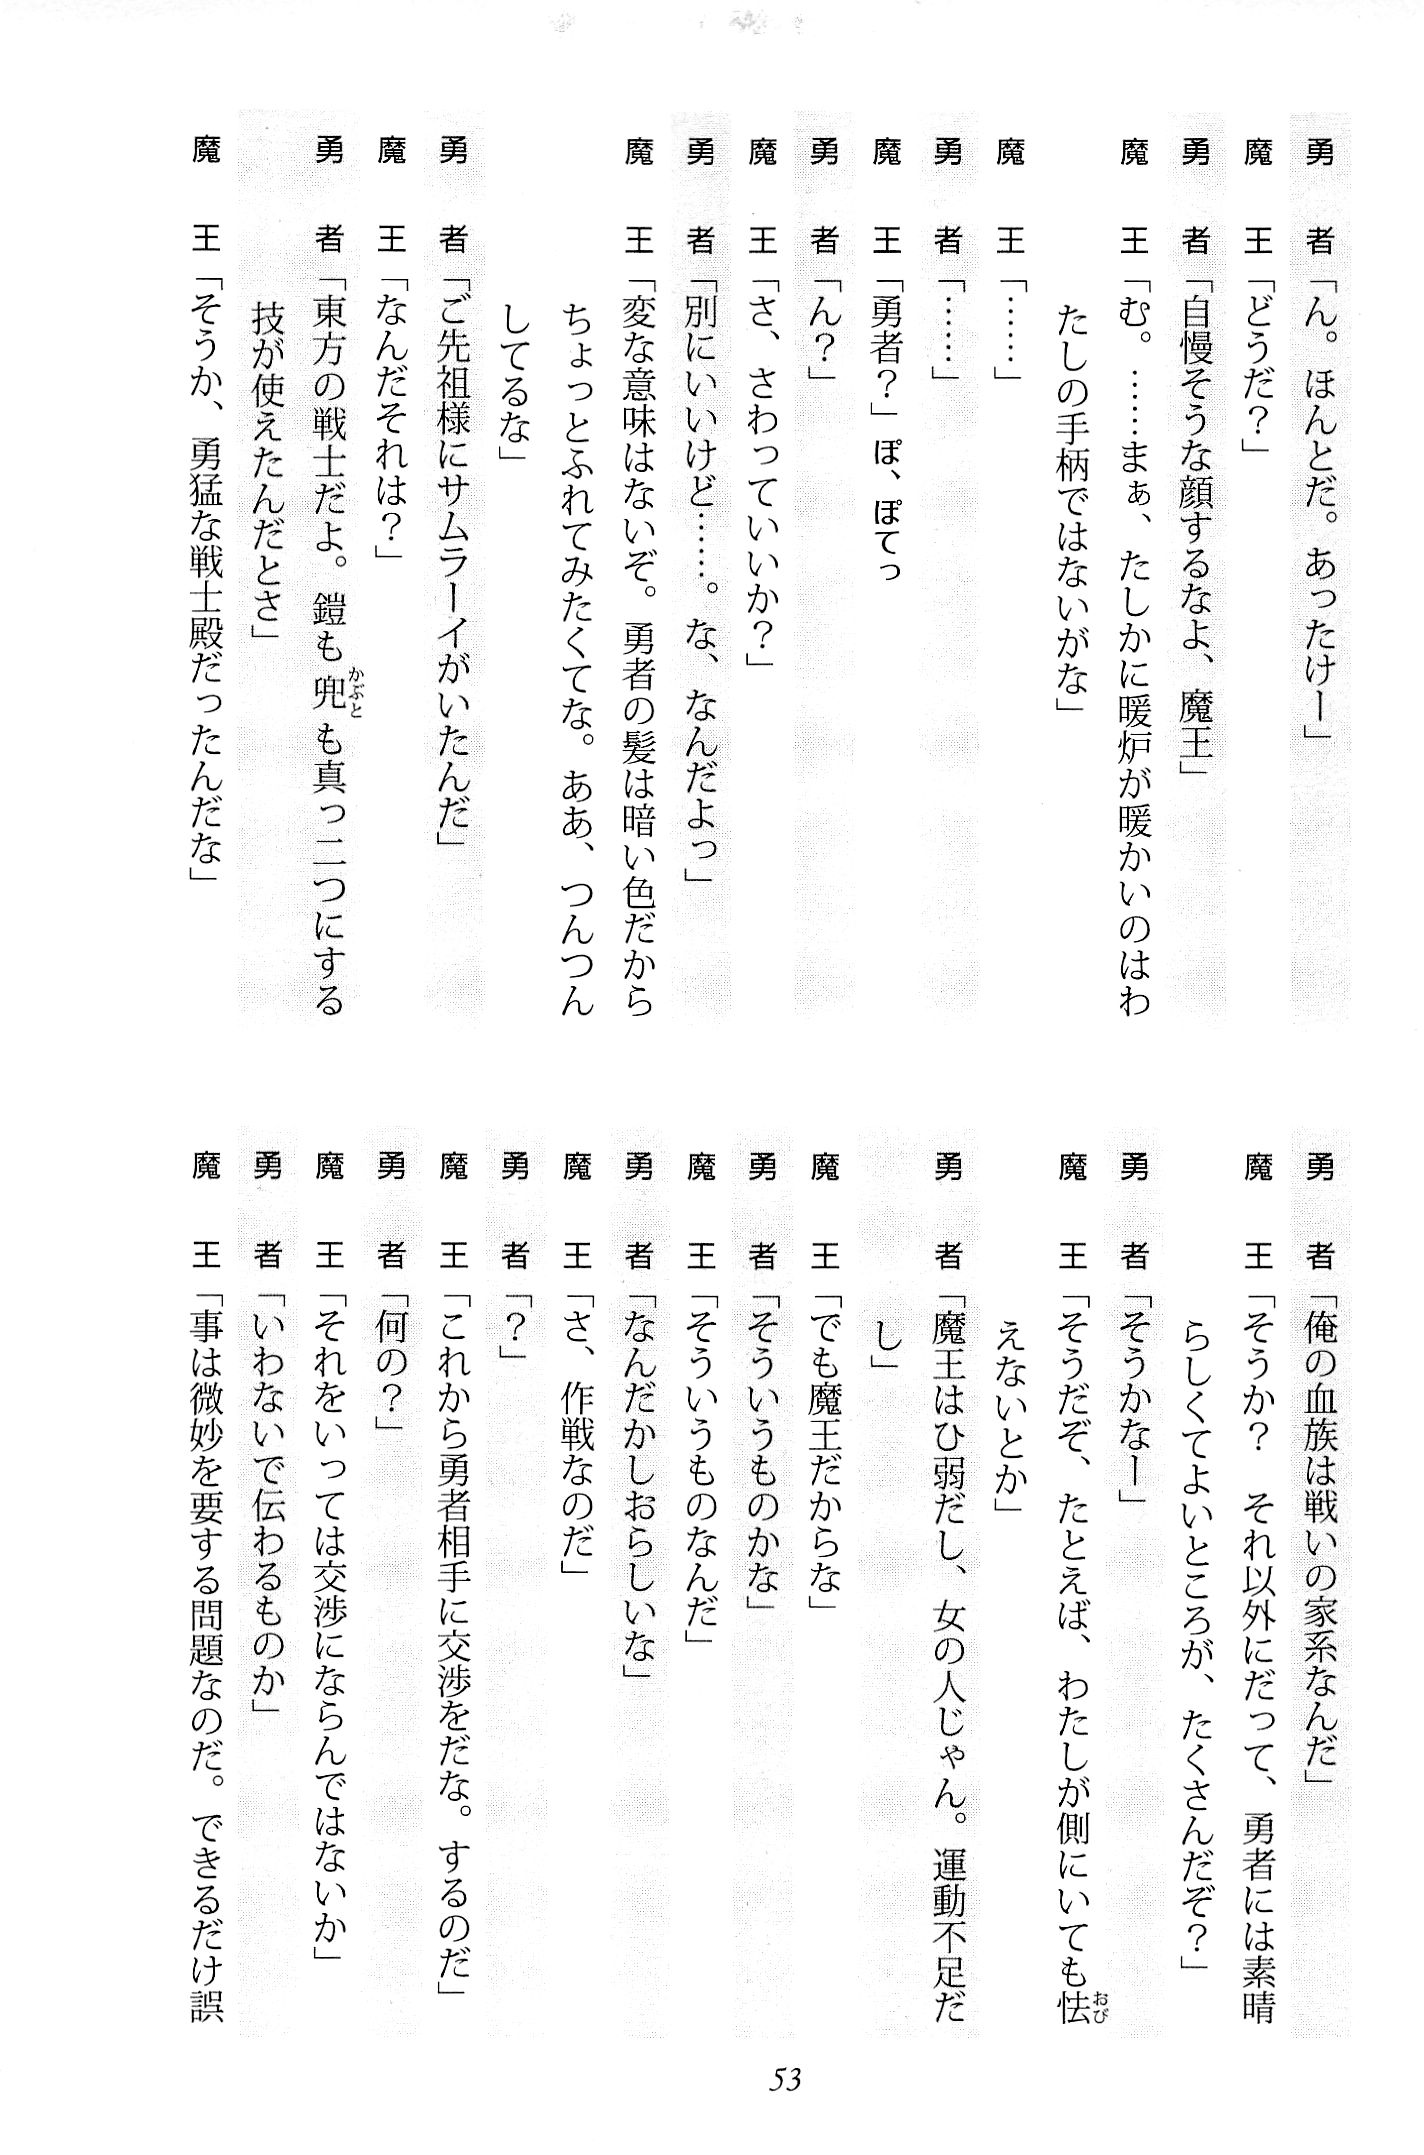 勇者「ん。ほんとだ。あったけー」
魔王「どうだ？」
勇者「自慢そうな顔するなよ、魔王」
魔王「む。……まぁ、たしかに暖炉が暖かいのはわ
たしの手柄ではないがな」
魔王「……」
勇者「……」
魔王「勇者？」ぽ、ぽてっ
勇者「ん？」
魔王「さ、さわっていいか？」
勇者「別にいいけど……。な、なんだよっ」
魔王「変な意味はないぞ。勇者の髪は暗い色だから
ちょっとふれてみたくてな。ああ、つんつん
してるな」
勇者「ご先祖様にサムラーイがいたんだ」
魔王「なんだそれは？」
勇者「東方の戦士だよ。鎧も兜かぶとも真っ二つにする
技が使えたんだとさ」
魔王「そうか、勇猛な戦士殿だったんだな」
勇者「俺の血族は戦いの家系なんだ」
魔王「そうか？　それ以外にだって、勇者には素晴
らしくてよいところが、たくさんだぞ？」
勇者「そうかなー」
魔王「そうだぞ、たとえば、わたしが側にいても怯おび
えないとか」
勇者「魔王はひ弱だし、女の人じゃん。運動不足だ
し」
魔王「でも魔王だからな」
勇者「そういうものかな」
魔王「そういうものなんだ」
勇者「なんだかしおらしいな」
魔王「さ、作戦なのだ」
勇者「？」
魔王「これから勇者相手に交渉をだな。するのだ」
勇者「何の？」
魔王「それをいっては交渉にならんではないか」
勇者「いわないで伝わるものか」
魔王「事は微妙を要する問題なのだ。できるだけ誤
53